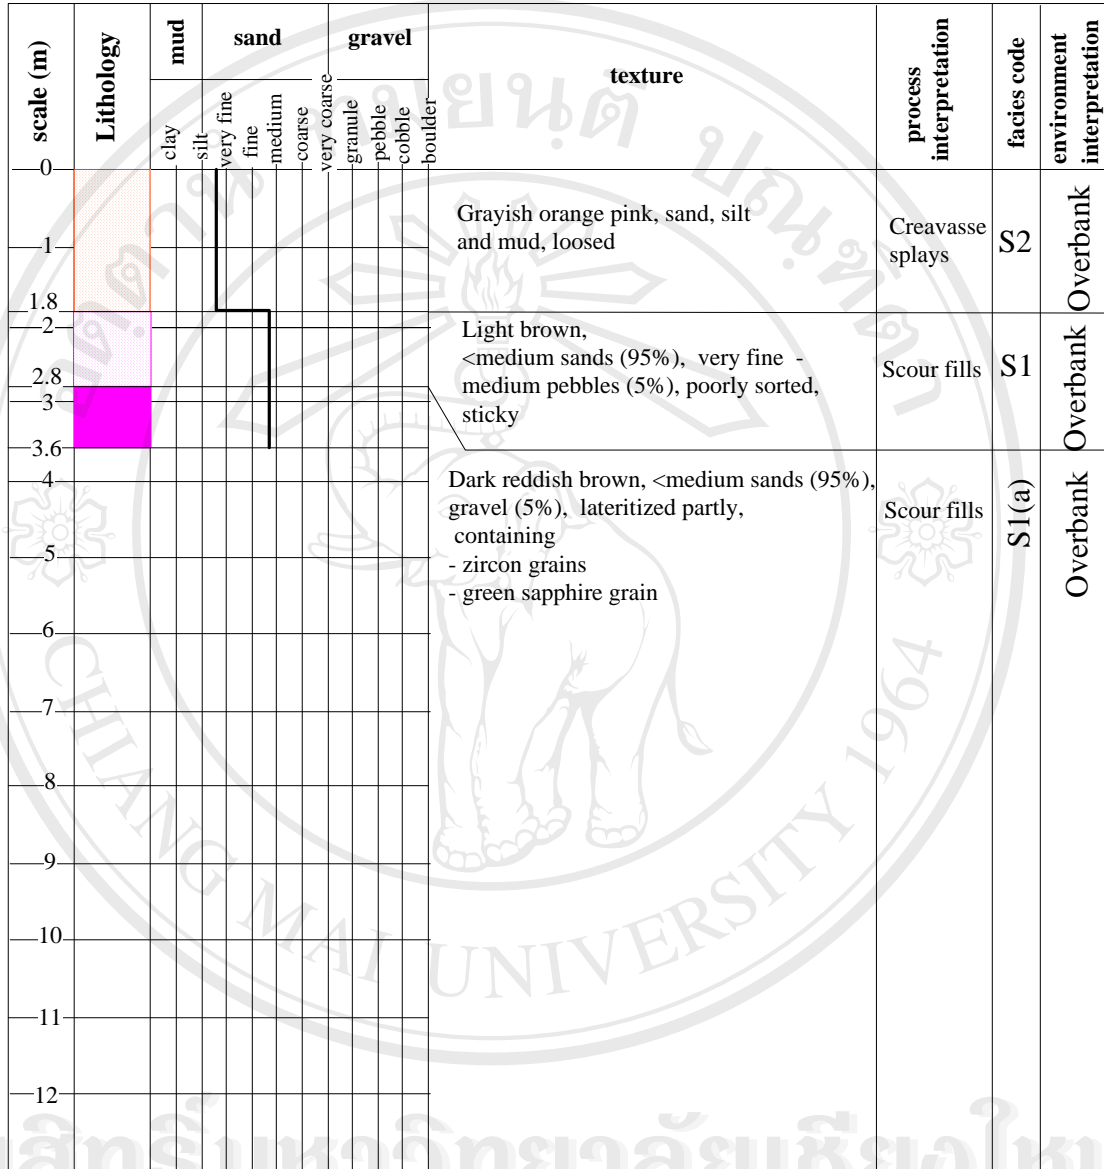 scale (m)
Lithology
mud
sand
gravel
clay
silt
very fine
fine
medium
coarse
very coarse
granule
pebble
cobble
boulder
texture
process
interpretation
facies code
environment
interpretation
0
Grayish orange pink, sand, silt
and mud, loosed
Creavasse
splays
S2
Overbank
1
1.8
2
Light brown,
<medium sands (95%), very fine -
medium pebbles (5%), poorly sorted,
sticky
Scour fills
S1
Overbank
2.8
3
3.6
4
Dark reddish brown, <medium sands (95%),
gravel (5%), lateritized partly,
containing
- zircon grains
- green sapphire grain
Scour fills
S1(a)
Overbank
5
6
7
8
9
10
11
12
CHIANG MAI UNIVERSITY 1964